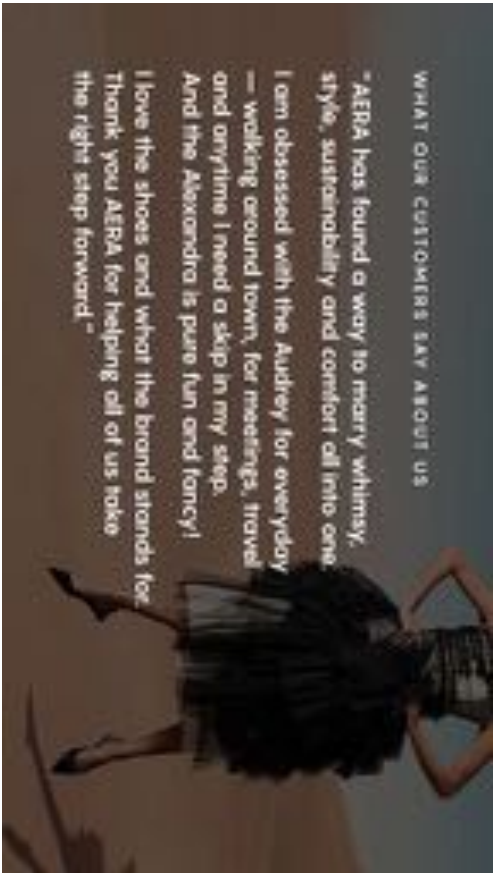 WHAT OUR CUSTOMERS SAY ABOUT US
"AERA has found a way to marry whimsy,
style, sustainability and comfort all into one.
I am obsessed with the Audrey for everyday
— walking around town, for meetings, travel
and anytime I need a skip in my step.
And the Alexandra is pure fun and fancy!
I love the shoes and what the brand stands for.
Thank you AERA for helping all of us take
the right step forward."